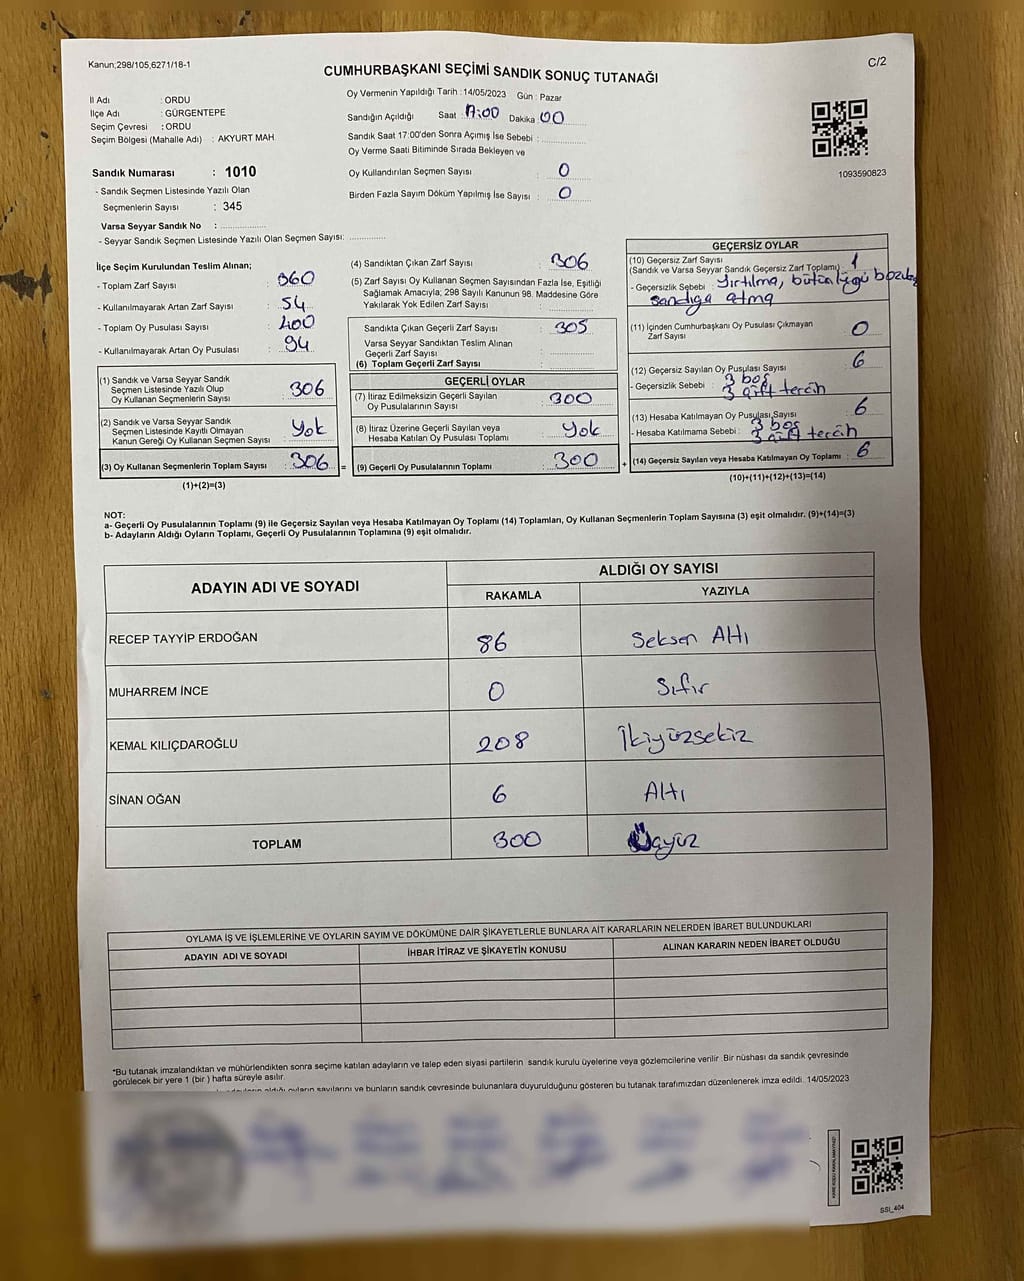 Kanun;298/105,6271/18-1
C/2
CUMHURBAŞKANI SEÇİMİ SANDIK SONUÇ TUTANAĞI
İl Adı : ORDU
İlçe Adı : GÜRGENTEPE
Seçim Çevresi : ORDU
Seçim Bölgesi (Mahalle Adı) : AKYURT MAH.
Sandık Numarası : 1010
- Sandık Seçmen Listesinde Yazılı Olan
Seçmenlerin Sayısı : 345
Varsa Seyyar Sandık No :
- Seyyar Sandık Seçmen Listesinde Yazılı Olan Seçmen Sayısı:
Oy Vermenin Yapıldığı Tarih : 14/05/2023 Gün : Pazar
Sandığın Açıldığı Saat : 17:00 Dakika 00
Sandık Saat 17:00'den Sonra Açımış İse Sebebi :
Oy Verme Saati Bitiminde Sırada Bekleyen ve
Oy Kullandırılan Seçmen Sayısı : 0
Birden Fazla Sayım Döküm Yapılmış İse Sayısı : 0
1093590823
İlçe Seçim Kurulundan Teslim Alınan;
- Toplam Zarf Sayısı : 360
- Kullanılmayarak Artan Zarf Sayısı : 54
- Toplam Oy Pusulası Sayısı : 400
- Kullanılmayarak Artan Oy Pusulası : 94
(1) Sandık ve Varsa Seyyar Sandık
Seçmen Listesinde Yazılı Olup
Oy Kullanan Seçmenlerin Sayısı : 306
(2) Sandık ve Varsa Seyyar Sandık
Seçmen Listesinde Kayıtlı Olmayan
Kanun Gereği Oy Kullanan Seçmen Sayısı : Yok
(3) Oy Kullanan Seçmenlerin Toplam Sayısı : 306 =
(1)+(2)=(3)
(4) Sandıktan Çıkan Zarf Sayısı : 306
(5) Zarf Sayısı Oy Kullanan Seçmen Sayısından Fazla İse, Eşitliği
Sağlamak Amacıyla; 298 Sayılı Kanunun 98. Maddesine Göre
Yakılarak Yok Edilen Zarf Sayısı :
Sandıkta Çıkan Geçerli Zarf Sayısı : 305
Varsa Seyyar Sandıktan Teslim Alınan
Geçerli Zarf Sayısı :
(6) Toplam Geçerli Zarf Sayısı :
GEÇERLİ OYLAR
(7) İtiraz Edilmeksizin Geçerli Sayılan
Oy Pusulalarının Sayısı : 300
(8) İtiraz Üzerine Geçerli Sayılan veya
Hesaba Katılan Oy Pusulası Toplamı : Yok
(9) Geçerli Oy Pusulalarının Toplamı : 300 +
GEÇERSİZ OYLAR
(10) Geçersiz Zarf Sayısı
(Sandık ve Varsa Seyyar Sandık Geçersiz Zarf Toplamı) : 1
- Geçersizlik Sebebi : Yırtılma, bütünlüğü bozup
sandığa atma
(11) İçinden Cumhurbaşkanı Oy Pusulası Çıkmayan
Zarf Sayısı : 0
(12) Geçersiz Sayılan Oy Pusulası Sayısı : 6
- Geçersizlik Sebebi : 3 boş
3 çift tercih
(13) Hesaba Katılmayan Oy Pusulası Sayısı : 6
- Hesaba Katılmama Sebebi : 3 boş
3 çift tercih
(14) Geçersiz Sayılan veya Hesaba Katılmayan Oy Toplamı : 6
(10)+(11)+(12)+(13)=(14)
NOT:
a- Geçerli Oy Pusulalarının Toplamı (9) ile Geçersiz Sayılan veya Hesaba Katılmayan Oy Toplamı (14) Toplamları, Oy Kullanan Seçmenlerin Toplam Sayısına (3) eşit olmalıdır. (9)+(14)=(3)
b- Adayların Aldığı Oyların Toplamı, Geçerli Oy Pusulalarının Toplamına (9) eşit olmalıdır.
ADAYIN ADI VE SOYADI
ALDIĞI OY SAYISI
RAKAMLA YAZIYLA
RECEP TAYYİP ERDOĞAN 86 Seksen Altı
MUHARREM İNCE 0 Sıfır
KEMAL KILIÇDAROĞLU 208 İkiyüzsekiz
SİNAN OĞAN 6 Altı
TOPLAM 300 Üçyüz
OYLAMA İŞ VE İŞLEMLERİNE VE OYLARIN SAYIM VE DÖKÜMÜNE DAİR ŞİKAYETLERLE BUNLARA AİT KARARLARIN NELERDEN İBARET BULUNDUKLARI
ADAYIN ADI VE SOYADI İHBAR İTİRAZ VE ŞİKAYETİN KONUSU ALINAN KARARIN NEDEN İBARET OLDUĞU
*Bu tutanak imzalandıktan ve mühürlendikten sonra seçime katılan adayların ve talep eden siyasi partilerin sandık kurulu üyelerine veya gözlemcilerine verilir. Bir nüshası da sandık çevresinde
görülecek bir yere 1 (bir ) hafta süreyle asılır.
aldığı oyların sayılarını ve bunların sandık çevresinde bulunanlara duyurulduğunu gösteren bu tutanak tarafımızdan düzenlenerek imza edildi. 14/05/2023
SSİ_404